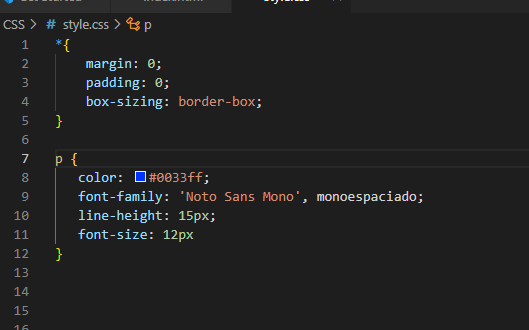 style.css
CSS > # style.css > p
1 *{
2 margin: 0;
3 padding: 0;
4 box-sizing: border-box;
5 }
6
7 p {
8 color: #0033ff;
9 font-family: 'Noto Sans Mono', monoespaciado;
10 line-height: 15px;
11 font-size: 12px
12 }
13
14
15